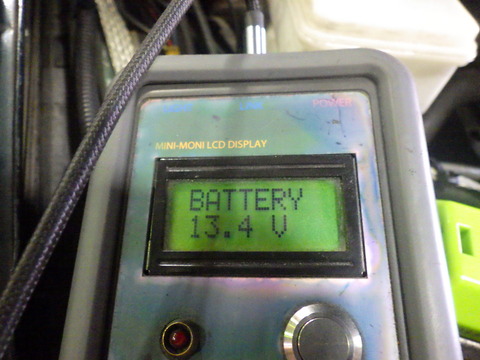 POWER
MINI-MONI LCD DISPLAY
BATTERY
13.4 V